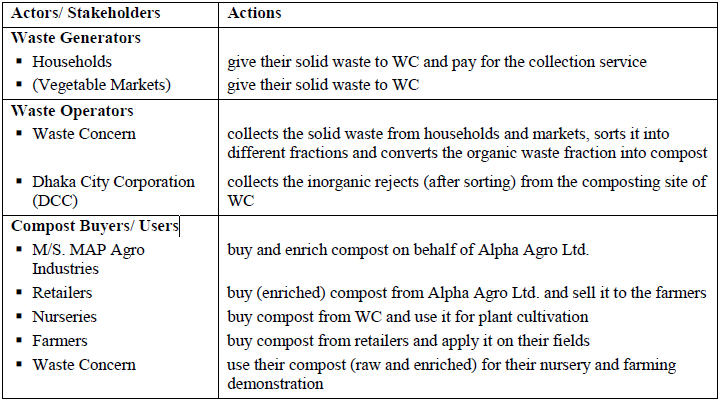 Actors/ Stakeholders Actions
Waste Generators
▪ Households give their solid waste to WC and pay for the collection service
▪ (Vegetable Markets) give their solid waste to WC
Waste Operators
▪ Waste Concern collects the solid waste from households and markets, sorts it into
different fractions and converts the organic waste fraction into compost
▪ Dhaka City Corporation collects the inorganic rejects (after sorting) from the composting site of
(DCC) WC
Compost Buyers/ Users
▪ M/S. MAP Agro buy and enrich compost on behalf of Alpha Agro Ltd.
Industries
▪ Retailers buy (enriched) compost from Alpha Agro Ltd. and sell it to the farmers
▪ Nurseries buy compost from WC and use it for plant cultivation
▪ Farmers buy compost from retailers and apply it on their fields
▪ Waste Concern use their compost (raw and enriched) for their nursery and farming
demonstration